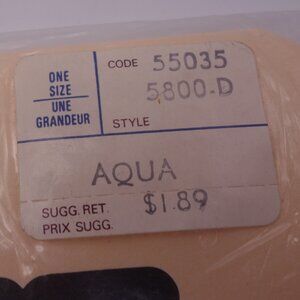 ONE SIZE
UNE GRANDEUR
CODE 55035
5800-D
STYLE
AQUA
SUGG. RET. $1.89
PRIX SUGG.